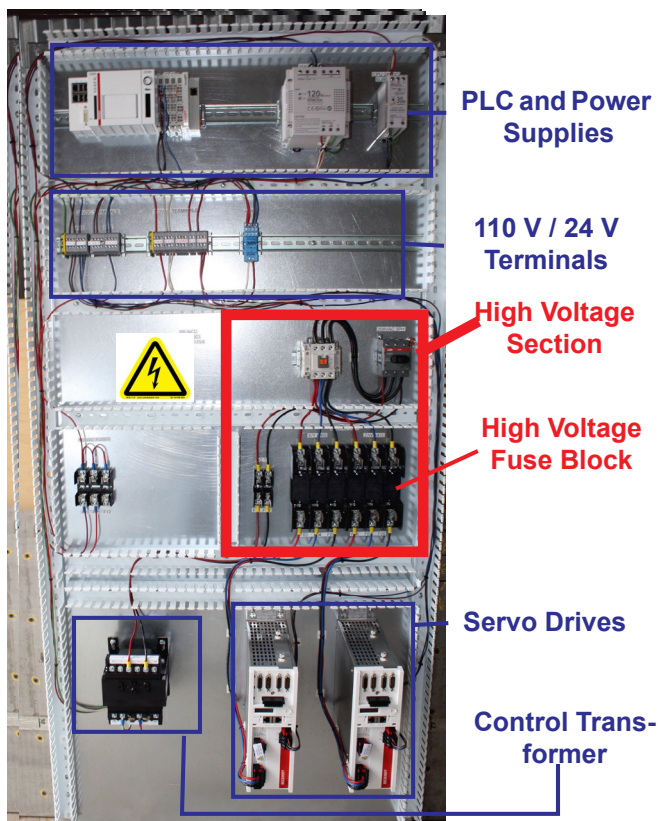 PLC and Power
Supplies
110 V / 24 V
Terminals
High Voltage
Section
High Voltage
Fuse Block
Servo Drives
Control Trans-
former